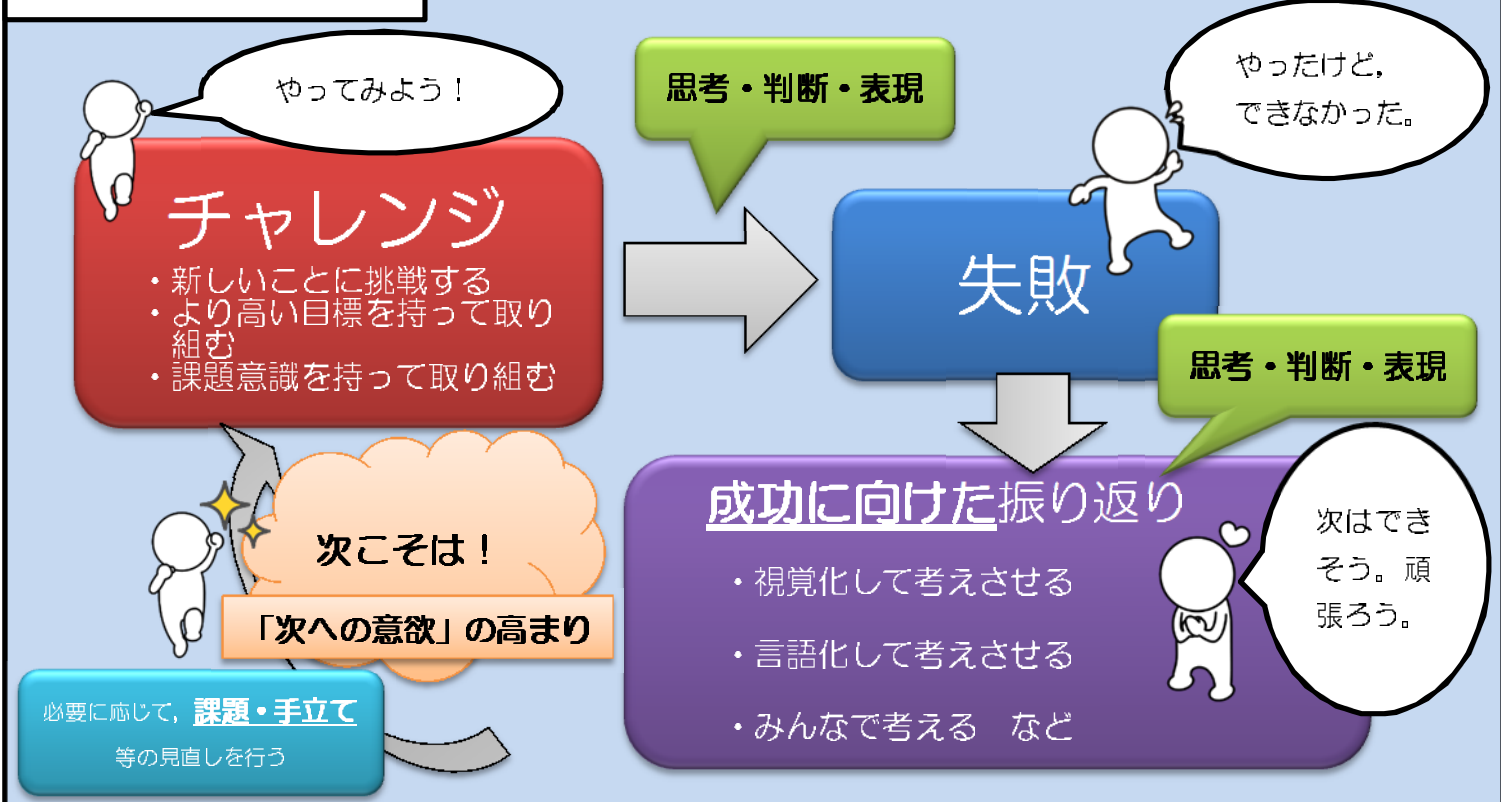 やってみよう！
思考・判断・表現
やったけど，
できなかった。
チャレンジ
・新しいことに挑戦する
・より高い目標を持って取り
組む
・課題意識を持って取り組む
失敗
思考・判断・表現
成功に向けた振り返り
・視覚化して考えさせる
・言語化して考えさせる
・みんなで考える　など
次はでき
そう。頑
張ろう。
次こそは！
「次への意欲」の高まり
必要に応じて，課題・手立て
等の見直しを行う